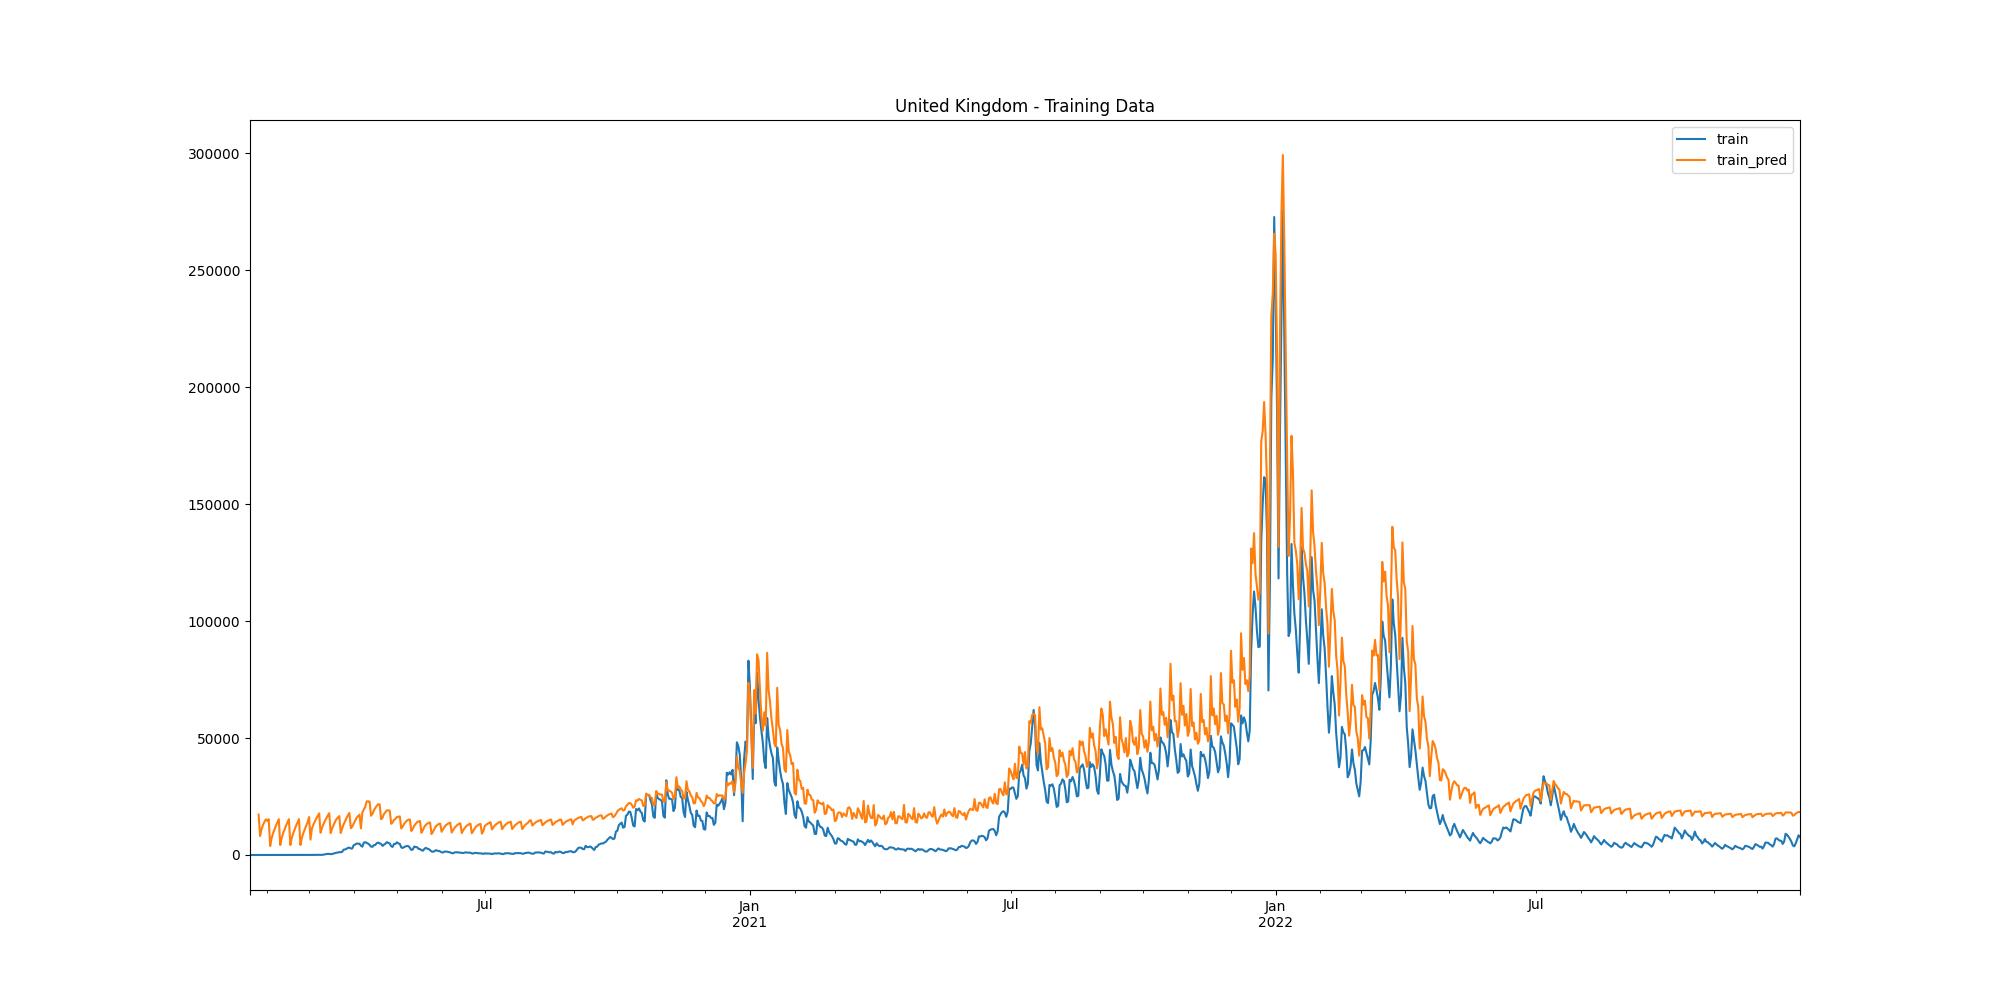 United Kingdom - Training Data
train
train_pred
300000
250000
200000
150000
100000
50000
0
Jul
Jan
2021
Jul
Jan
2022
Jul